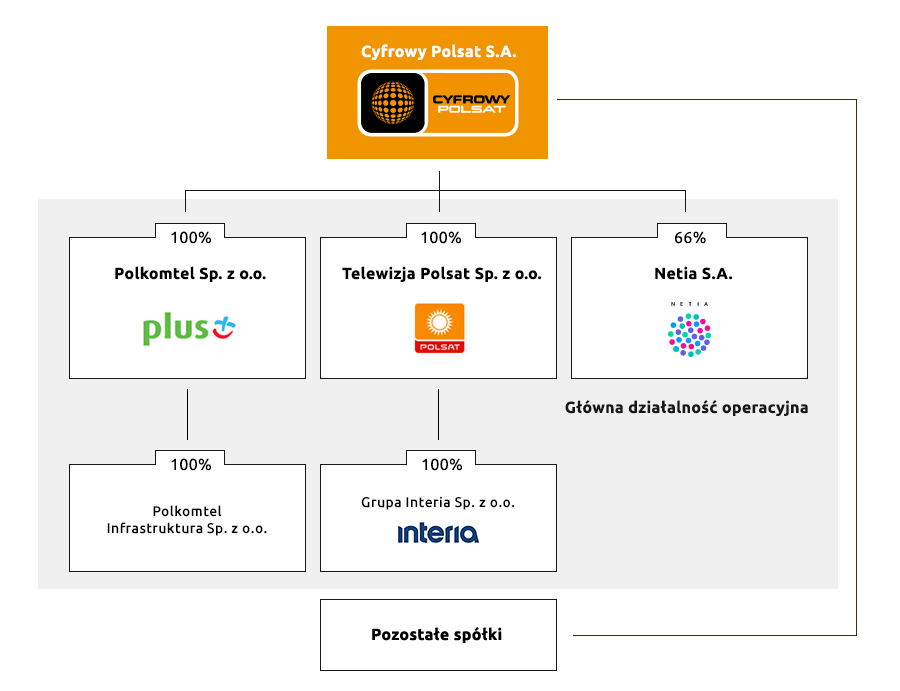 Cyfrowy Polsat S.A.
CYFROWY
POLSAT
100%
100%
66%
Polkomtel Sp. z o.o.
Telewizja Polsat Sp. z o.o.
Netia S.A.
plus
POLSAT
NETIA
Główna działalność operacyjna
100%
100%
Polkomtel
Infrastruktura Sp. z o.o.
Grupa Interia Sp. z o.o.
interia
Pozostałe spółki